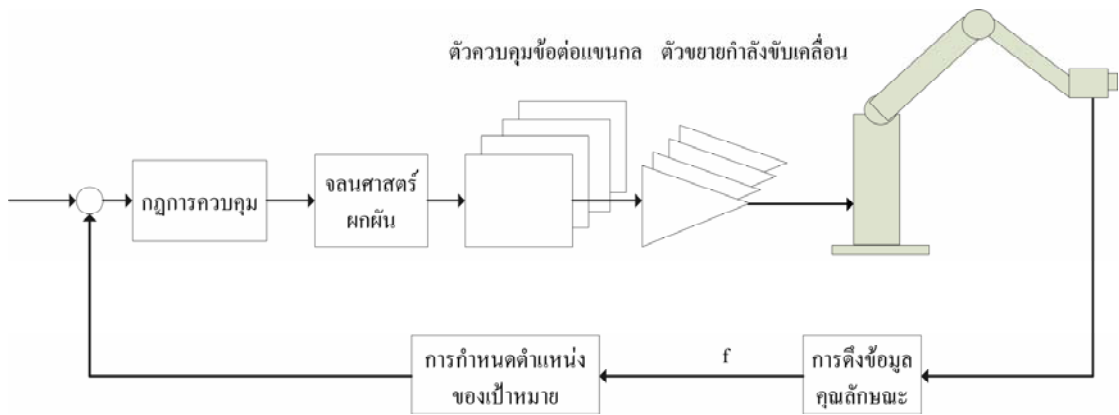 ตัวควบคุมข้อต่อแขนกล ตัวขยายกำลังขับเคลื่อน
กฏการควบคุม
จลนศาสตร์
ผกผัน
การกำหนดตำแหน่ง
ของเป้าหมาย
f
การดึงข้อมูล
คุณลักษณะ